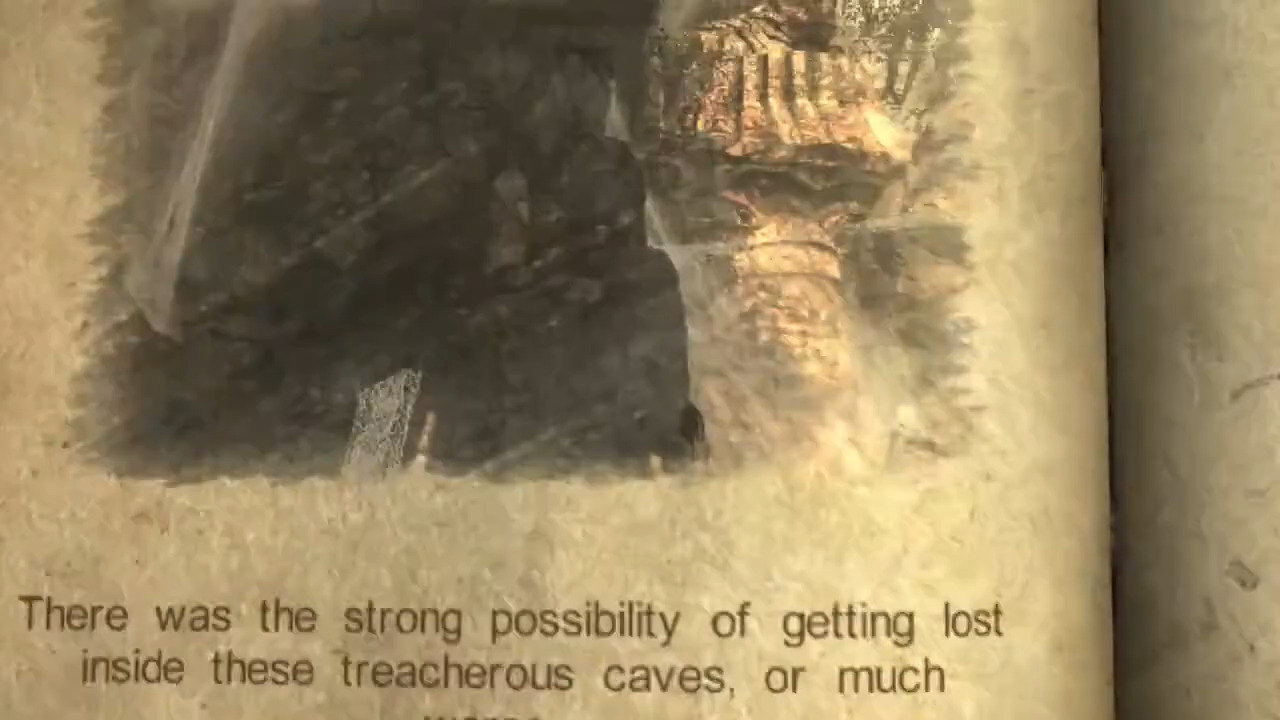 There was the strong possibility of getting lost
inside these treacherous caves, or much